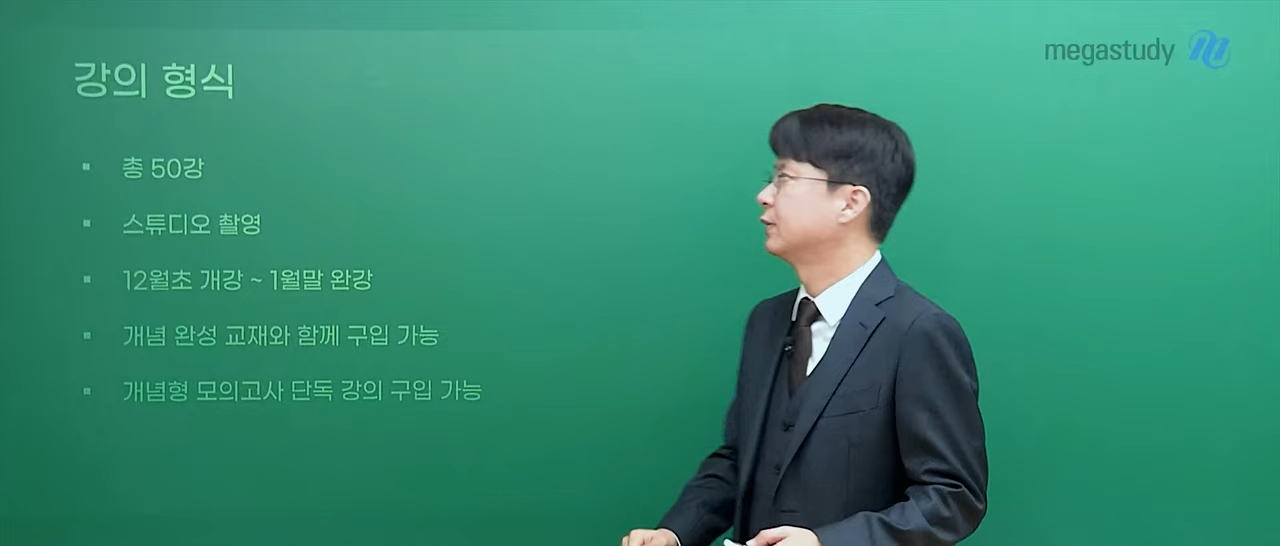 megastudy
강의 형식
총 50강
스튜디오 촬영
12월초 개강 ~ 1월말 완강
개념 완성 교재와 함께 구입 가능
개념형 모의고사 단독 강의 구입 가능